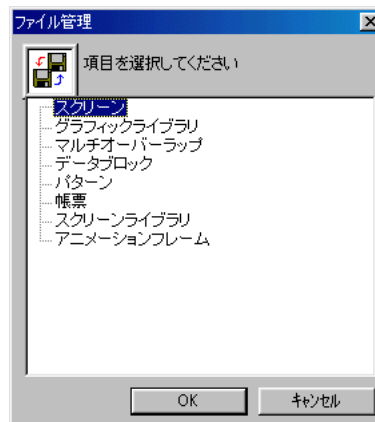 ファイル管理
項目を選択してください
スクリーン
グラフィックライブラリ
マルチオーバーラップ
データブロック
パターン
帳票
スクリーンライブラリ
アニメーションフレーム
OK
キャンセル